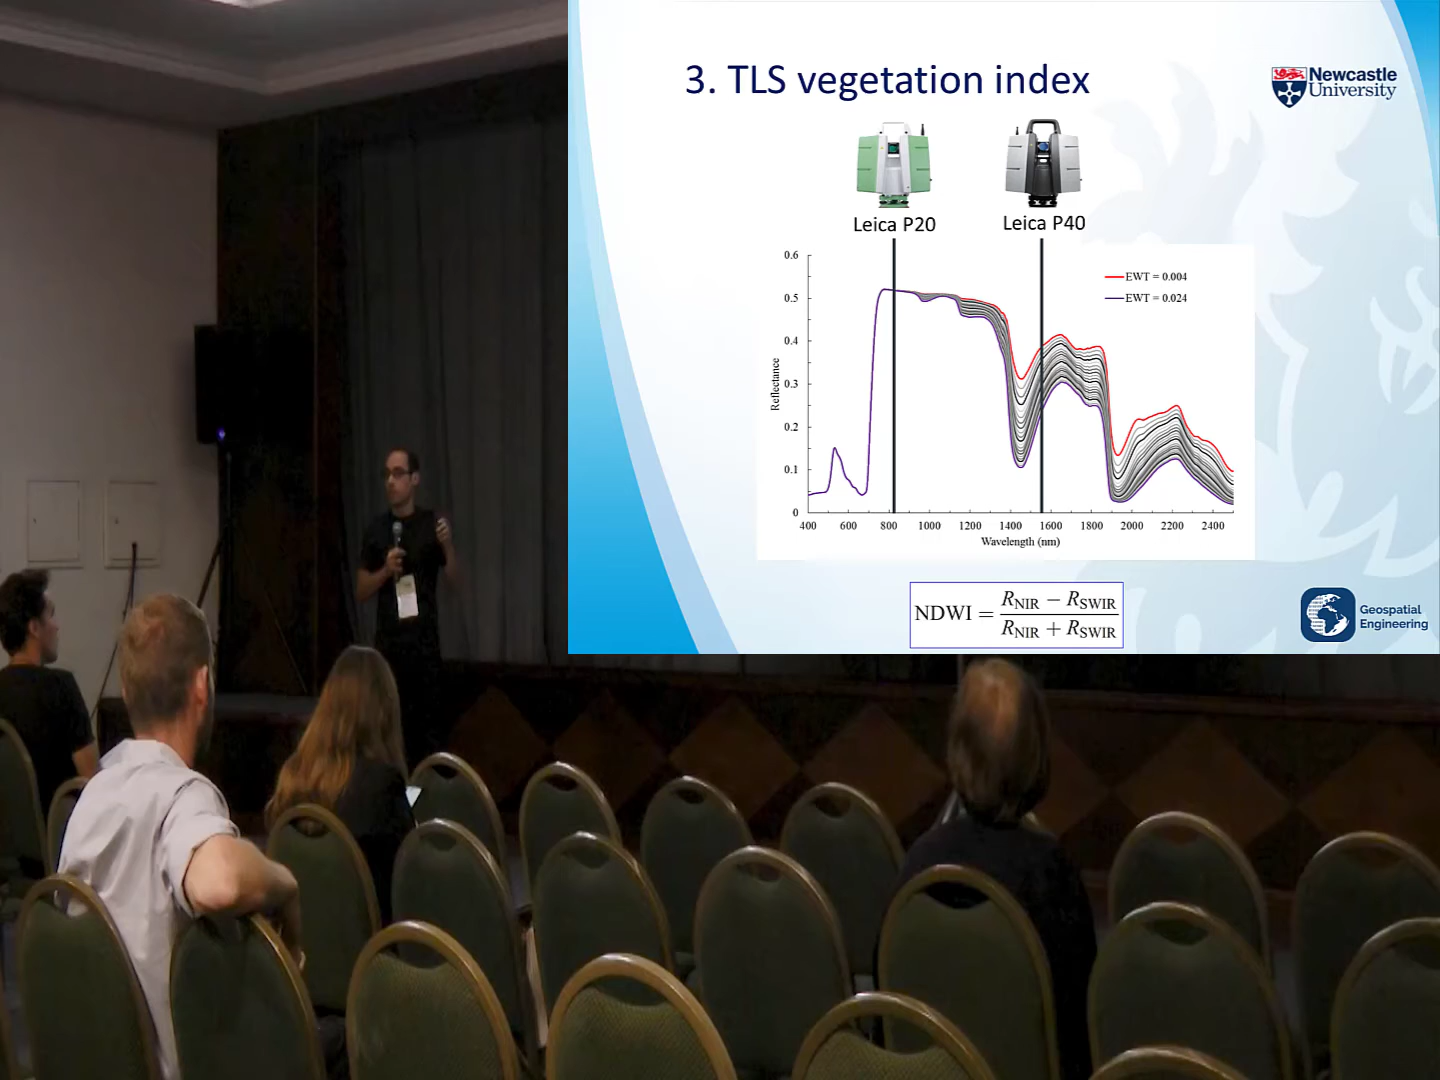 3. TLS vegetation index
Newcastle
University
Leica P20
Leica P40
0.6
0.5
0.4
0.3
0.2
0.1
0
Reflectance
EWT = 0.004
EWT = 0.024
400 600 800 1000 1200 1400 1600 1800 2000 2200 2400
Wavelength (nm)
NDWI = (R_NIR − R_SWIR) / (R_NIR + R_SWIR)
Geospatial
Engineering